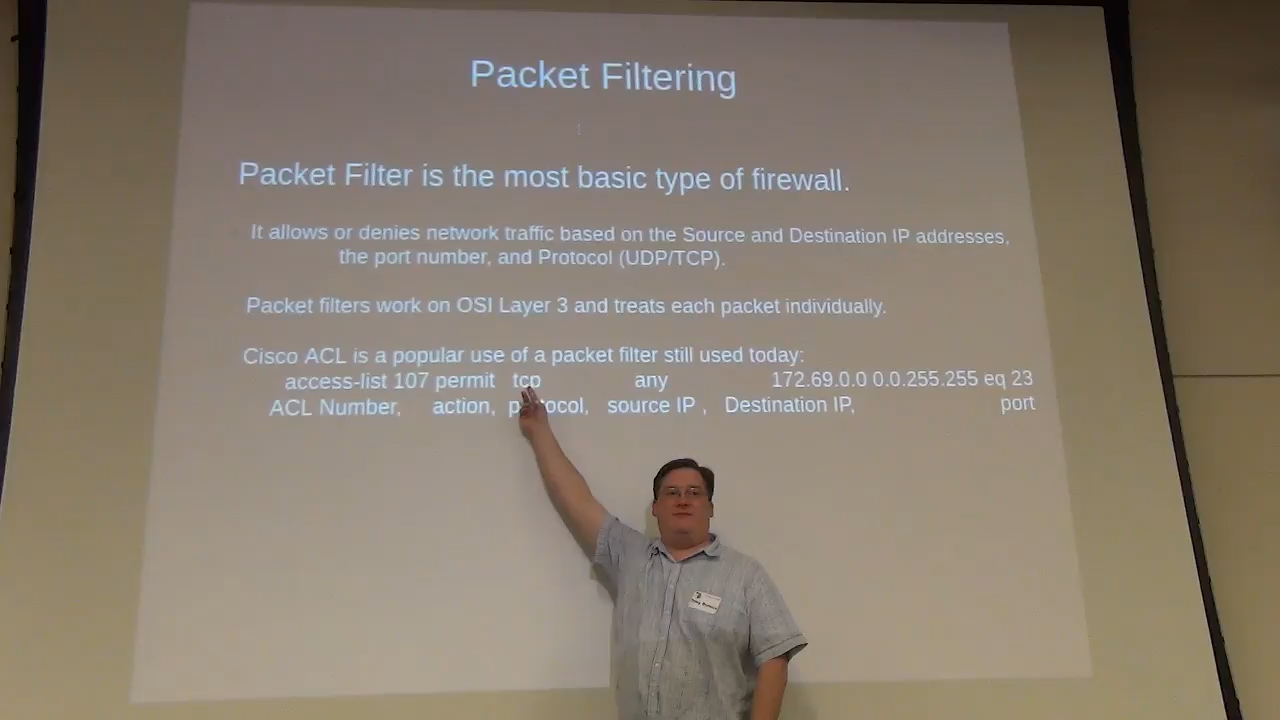 Packet Filtering
Packet Filter is the most basic type of firewall.
It allows or denies network traffic based on the Source and Destination IP addresses,
the port number, and Protocol (UDP/TCP).
Packet filters work on OSI Layer 3 and treats each packet individually.
Cisco ACL is a popular use of a packet filter still used today:
access-list 107 permit tcp any 172.69.0.0 0.0.255.255 eq 23
ACL Number, action, protocol, source IP , Destination IP, port